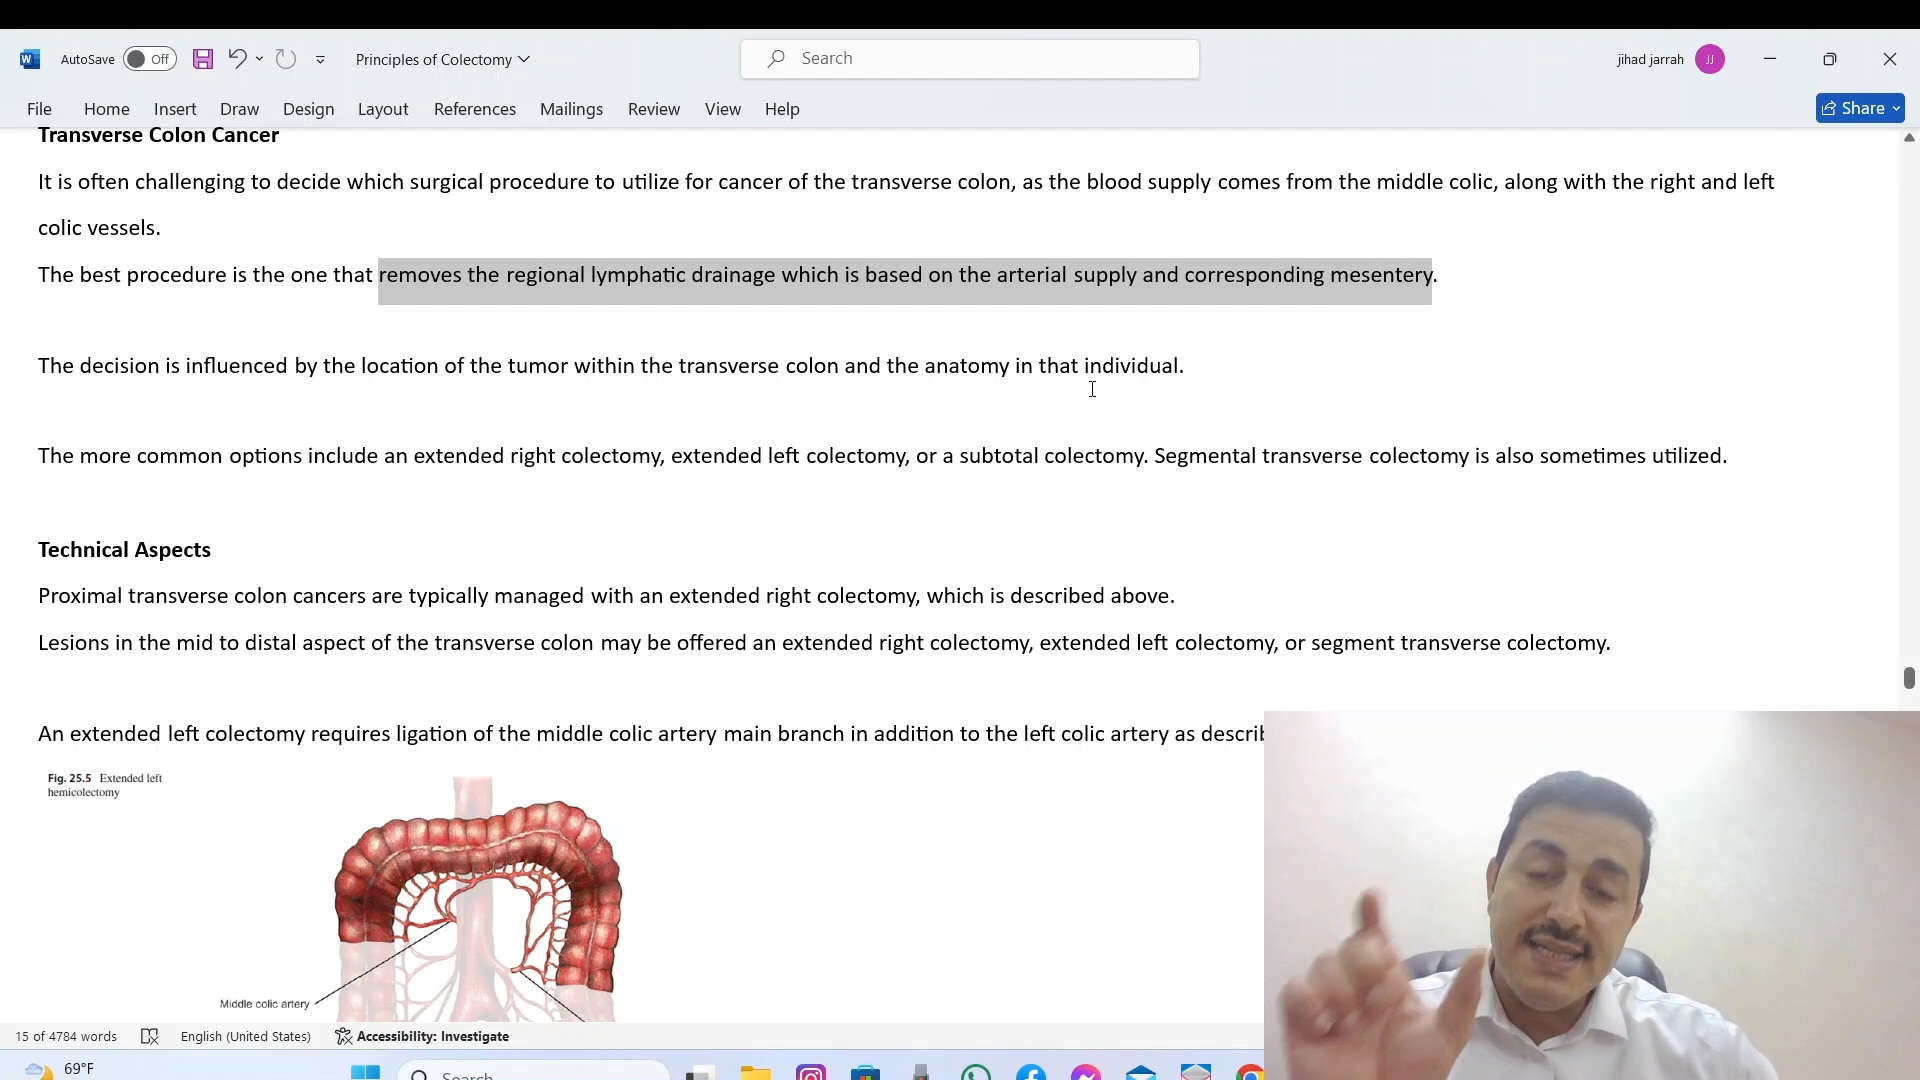 AutoSave Off Principles of Colectomy Search jihad jarrah JJ
File Home Insert Draw Design Layout References Mailings Review View Help Share
Transverse Colon Cancer
It is often challenging to decide which surgical procedure to utilize for cancer of the transverse colon, as the blood supply comes from the middle colic, along with the right and left
colic vessels.
The best procedure is the one that removes the regional lymphatic drainage which is based on the arterial supply and corresponding mesentery.
The decision is influenced by the location of the tumor within the transverse colon and the anatomy in that individual.
The more common options include an extended right colectomy, extended left colectomy, or a subtotal colectomy. Segmental transverse colectomy is also sometimes utilized.
Technical Aspects
Proximal transverse colon cancers are typically managed with an extended right colectomy, which is described above.
Lesions in the mid to distal aspect of the transverse colon may be offered an extended right colectomy, extended left colectomy, or segment transverse colectomy.
An extended left colectomy requires ligation of the middle colic artery main branch in addition to the left colic artery as
Fig. 25.5 Extended left
hemicolectomy
Middle colic artery
15 of 4784 words English (United States) Accessibility: Investigate
69°F
Search